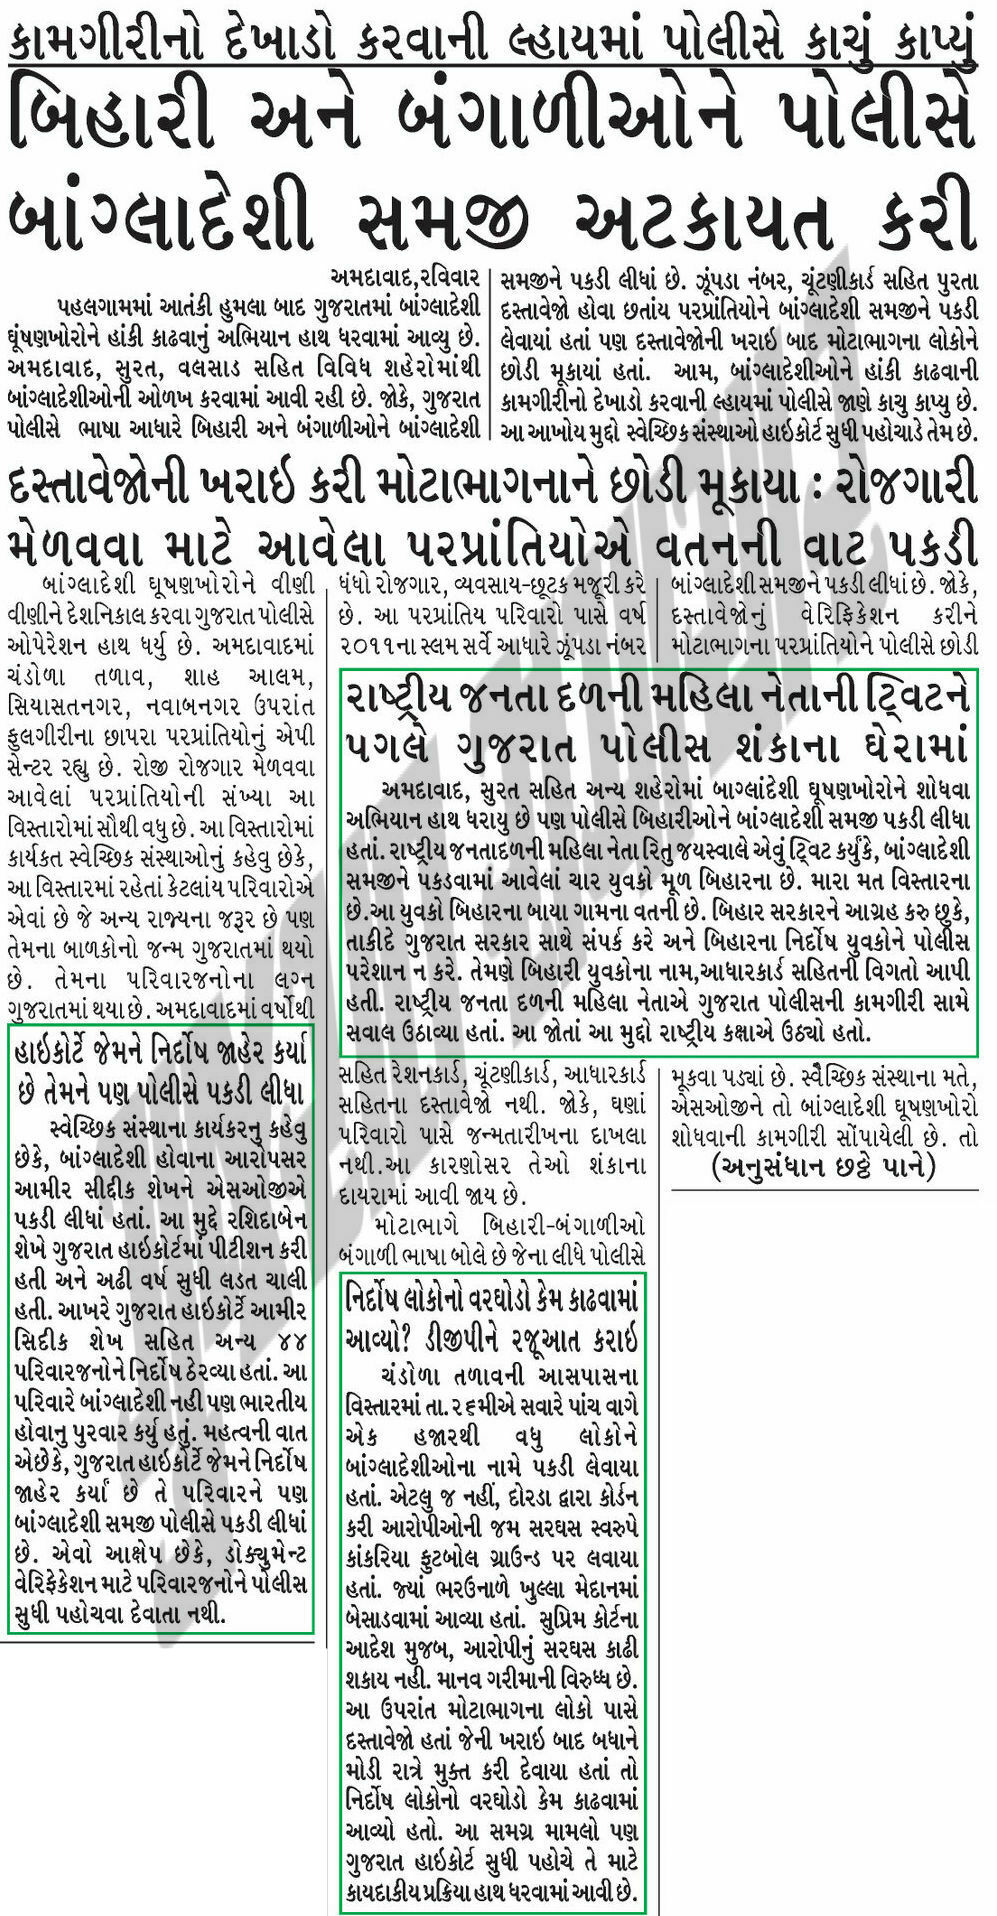 કામગીરીનો દેખાડો કરવાની લ્હાયમાં પોલીસે કાચું કાપ્યું
બિહારી અને બંગાળીઓને પોલીસે
બાંગ્લાદેશી સમજી અટકાયત કરી
અમદાવાદ,રવિવાર
પહલગામમાં આતંકી હુમલા બાદ ગુજરાતમાં બાંગ્લાદેશી
ઘૂંષણખોરોને હાંકી કાઢવાનું અભિયાન હાથ ધરવામાં આવ્યુ છે.
અમદાવાદ, સુરત, વલસાડ સહિત વિવિધ શહેરોમાંથી
બાંગ્લાદેશીઓની ઓળખ કરવામાં આવી રહી છે. જોકે, ગુજરાત
પોલીસે ભાષા આધારે બિહારી અને બંગાળીઓને બાંગ્લાદેશી
સમજીને પકડી લીધાં છે. ઝૂંપડા નંબર, ચૂંટણીકાર્ડ સહિત પુરતા
દસ્તાવેજો હોવા છતાંય પરપ્રાંતિયોને બાંગ્લાદેશી સમજીને પકડી
લેવાયાં હતાં પણ દસ્તાવેજોની ખરાઇ બાદ મોટાભાગના લોકોને
છોડી મૂકાયાં હતાં. આમ, બાંગ્લાદેશીઓને હાંકી કાઢવાની
કામગીરીનો દેખાડો કરવાની લ્હાયમાં પોલીસે જાણે કાચુ કાપ્યુ છે.
આ આખોય મુદ્દો સ્વેચ્છિક સંસ્થાઓ હાઇકોર્ટ સુધી પહોચાડે તેમ છે.
દસ્તાવેજોની ખરાઇ કરી મોટાભાગનાને છોડી મૂકાયા : રોજગારી
મેળવવા માટે આવેલા પરપ્રાંતિયોએ વતનની વાટ પકડી
બાંગ્લાદેશી ઘૂષણખોરોને વીણી
વીણીને દેશનિકાલ કરવા ગુજરાત પોલીસે
ઓપેરેશન હાથ ધર્યુ છે. અમદાવાદમાં
ચંડોળા તળાવ, શાહ આલમ,
સિયાસતનગર, નવાબનગર ઉપરાંત
ફુલગીરીના છાપરા પરપ્રાંતિયોનું એપી
સેન્ટર રહ્યુ છે. રોજી રોજગાર મેળવવા
આવેલાં પરપ્રાંતિયોની સંખ્યા આ
વિસ્તારોમાં સૌથી વધુ છે. આ વિસ્તારોમાં
કાર્યકત સ્વેચ્છિક સંસ્થાઓનું કહેવુ છેકે,
આ વિસ્તારમાં રહેતાં કેટલાંય પરિવારોએ
એવાં છે જે અન્ય રાજ્યના જરૂર છે પણ
તેમના બાળકોનો જન્મ ગુજરાતમાં થયો
છે. તેમના પરિવારજનોના લગ્ન
ગુજરાતમાં થયા છે. અમદાવાદમાં વર્ષોથી
હાઇકોર્ટે જેમને નિર્દોષ જાહેર કર્યા
છે તેમને પણ પોલીસે પકડી લીધા
સ્વેચ્છિક સંસ્થાના કાર્યકરનુ કહેવુ
છેકે, બાંગ્લાદેશી હોવાના આરોપસર
આમીર સીદ્દીક શેખને એસઓજીએ
પકડી લીધાં હતાં. આ મુદ્દે રશિદાબેન
શેખે ગુજરાત હાઇકોર્ટમાં પીટીશન કરી
હતી અને અઢી વર્ષ સુધી લડત ચાલી
હતી. આખરે ગુજરાત હાઇકોર્ટે આમીર
સિદીક શેખ સહિત અન્ય ૪૪
પરિવારજનોને નિર્દોષ ઠેરવ્યા હતાં. આ
પરિવારે બાંગ્લાદેશી નહી પણ ભારતીય
હોવાનુ પુરવાર કર્યુ હતું. મહત્વની વાત
એછેકે, ગુજરાત હાઇકોર્ટે જેમને નિર્દોષ
જાહેર કર્યાં છે તે પરિવારને પણ
બાંગ્લાદેશી સમજી પોલીસે પકડી લીધાં
છે. એવો આક્ષેપ છેકે, ડોક્યુમેન્ટ
વેરિફેકેશન માટે પરિવારજનોને પોલીસ
સુધી પહોચવા દેવાતા નથી.
ધંધો રોજગાર, વ્યવસાય-છૂટક મજૂરી કરે
છે. આ પરપ્રાંતિય પરિવારો પાસે વર્ષ
૨૦૧૧ના સ્લમ સર્વે આધારે ઝૂંપડા નંબર
બાંગ્લાદેશી સમજીને પકડી લીધાં છે. જોકે,
દસ્તાવેજોનું વેરિફિકેશન કરીને
મોટાભાગના પરપ્રાંતિયોને પોલીસે છોડી
રાષ્ટ્રીય જનતા દળની મહિલા નેતાની ટ્વિટને
પગલે ગુજરાત પોલીસ શંકાના ઘેરામાં
અમદાવાદ, સુરત સહિત અન્ય શહેરોમાં બાગ્લાંદેશી ઘૂષણખોરોને શોધવા
અભિયાન હાથ ધરાયુ છે પણ પોલીસે બિહારીઓને બાંગ્લાદેશી સમજી પકડી લીધા
હતાં. રાષ્ટ્રીય જનતાદળની મહિલા નેતા રિતુ જયસ્વાલે એવું ટ્વિટ કર્યુકે, બાંગ્લાદેશી
સમજીને પકડવામાં આવેલાં ચાર યુવકો મૂળ બિહારના છે. મારા મત વિસ્તારના
છે.આ યુવકો બિહારના બાયા ગામના વતની છે. બિહાર સરકારને આગ્રહ કરુ છુકે,
તાકીદે ગુજરાત સરકાર સાથે સંપર્ક કરે અને બિહારના નિર્દોષ યુવકોને પોલીસ
પરેશાન ન કરે. તેમણે બિહારી યુવકોના નામ,આધારકાર્ડ સહિતની વિગતો આપી
હતી. રાષ્ટ્રીય જનતા દળની મહિલા નેતાએ ગુજરાત પોલીસની કામગીરી સામે
સવાલ ઉઠાવ્યા હતાં. આ જોતાં આ મુદ્દો રાષ્ટ્રીય કક્ષાએ ઉઠ્યો હતો.
સહિત રેશનકાર્ડ, ચૂંટણીકાર્ડ, આધારકાર્ડ
સહિતના દસ્તાવેજો નથી. જોકે, ઘણાં
પરિવારો પાસે જન્મતારીખના દાખલા
નથી.આ કારણોસર તેઓ શંકાના
દાયરામાં આવી જાય છે.
મોટાભાગે બિહારી-બંગાળીઓ
બંગાળી ભાષા બોલે છે જેના લીધે પોલીસે
નિર્દોષ લોકોનો વરઘોડો કેમ કાઢવામાં
આવ્યો? ડીજીપીને રજૂઆત કરાઇ
ચંડોળા તળાવની આસપાસના
વિસ્તારમાં તા.૨૬મીએ સવારે પાંચ વાગે
એક હજારથી વધુ લોકોને
બાંગ્લાદેશીઓના નામે પકડી લેવાયા
હતાં. એટલુ જ નહીં, દોરડા દ્વારા કોર્ડન
કરી આરોપીઓની જમ સરઘસ સ્વરુપે
કાંકરિયા ફુટબોલ ગ્રાઉન્ડ પર લવાયા
હતાં. જ્યાં ભરઉનાળે ખુલ્લા મેદાનમાં
બેસાડવામાં આવ્યા હતાં. સુપ્રિમ કોર્ટના
આદેશ મુજબ, આરોપીનું સરઘસ કાઢી
શકાય નહી. માનવ ગરીમાની વિરુધ્ધ છે.
આ ઉપરાંત મોટાભાગના લોકો પાસે
દસ્તાવેજો હતાં જેની ખરાઇ બાદ બધાને
મોડી રાત્રે મુક્ત કરી દેવાયા હતાં તો
નિર્દોષ લોકોનો વરઘોડો કેમ કાઢવામાં
આવ્યો હતો. આ સમગ્ર મામલો પણ
ગુજરાત હાઇકોર્ટ સુધી પહોચે તે માટે
કાયદાકીય પ્રક્રિયા હાથ ધરવામાં આવી છે.
મૂકવા પડ્યાં છે. સ્વૈચ્છિક સંસ્થાના મતે,
એસઓજીને તો બાંગ્લાદેશી ઘૂષણખોરો
શોધવાની કામગીરી સોંપાયેલી છે. તો
(અનુસંધાન છઠ્ઠે પાને)